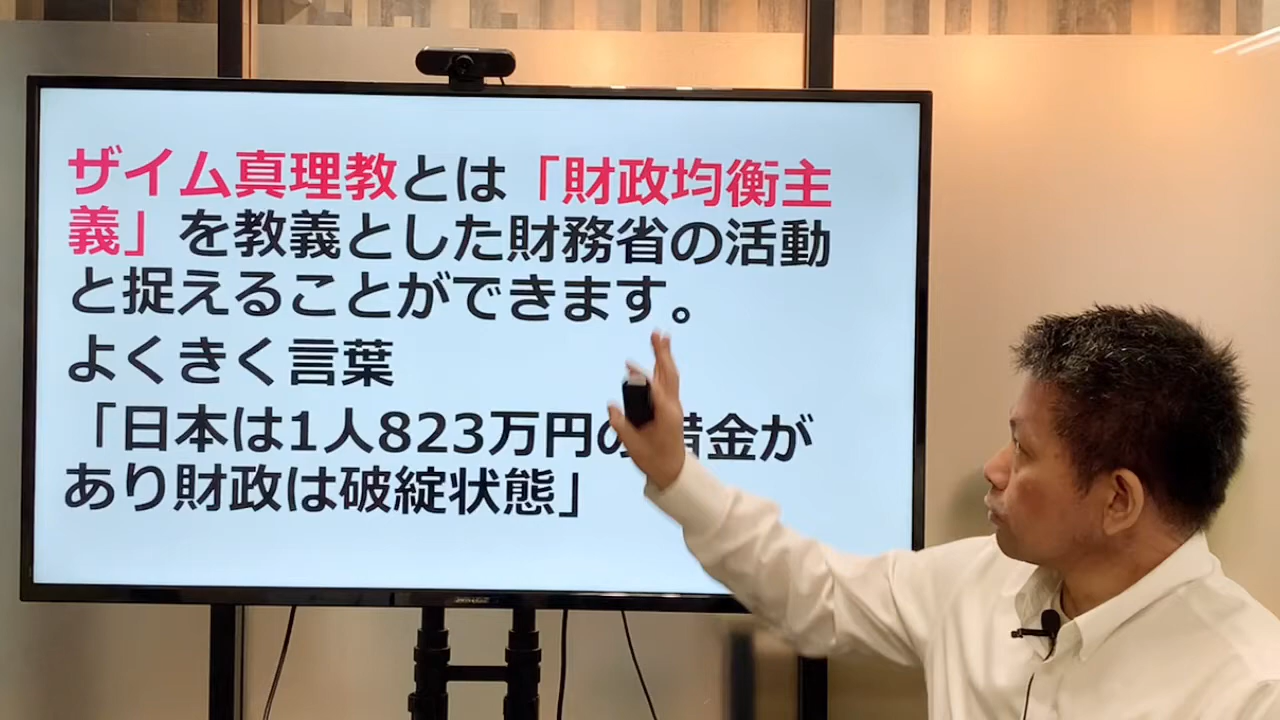 ザイム真理教とは「財政均衡主
義」を教義とした財務省の活動
と捉えることができます。
よくきく言葉
「日本は1人823万円の借金が
あり財政は破綻状態」